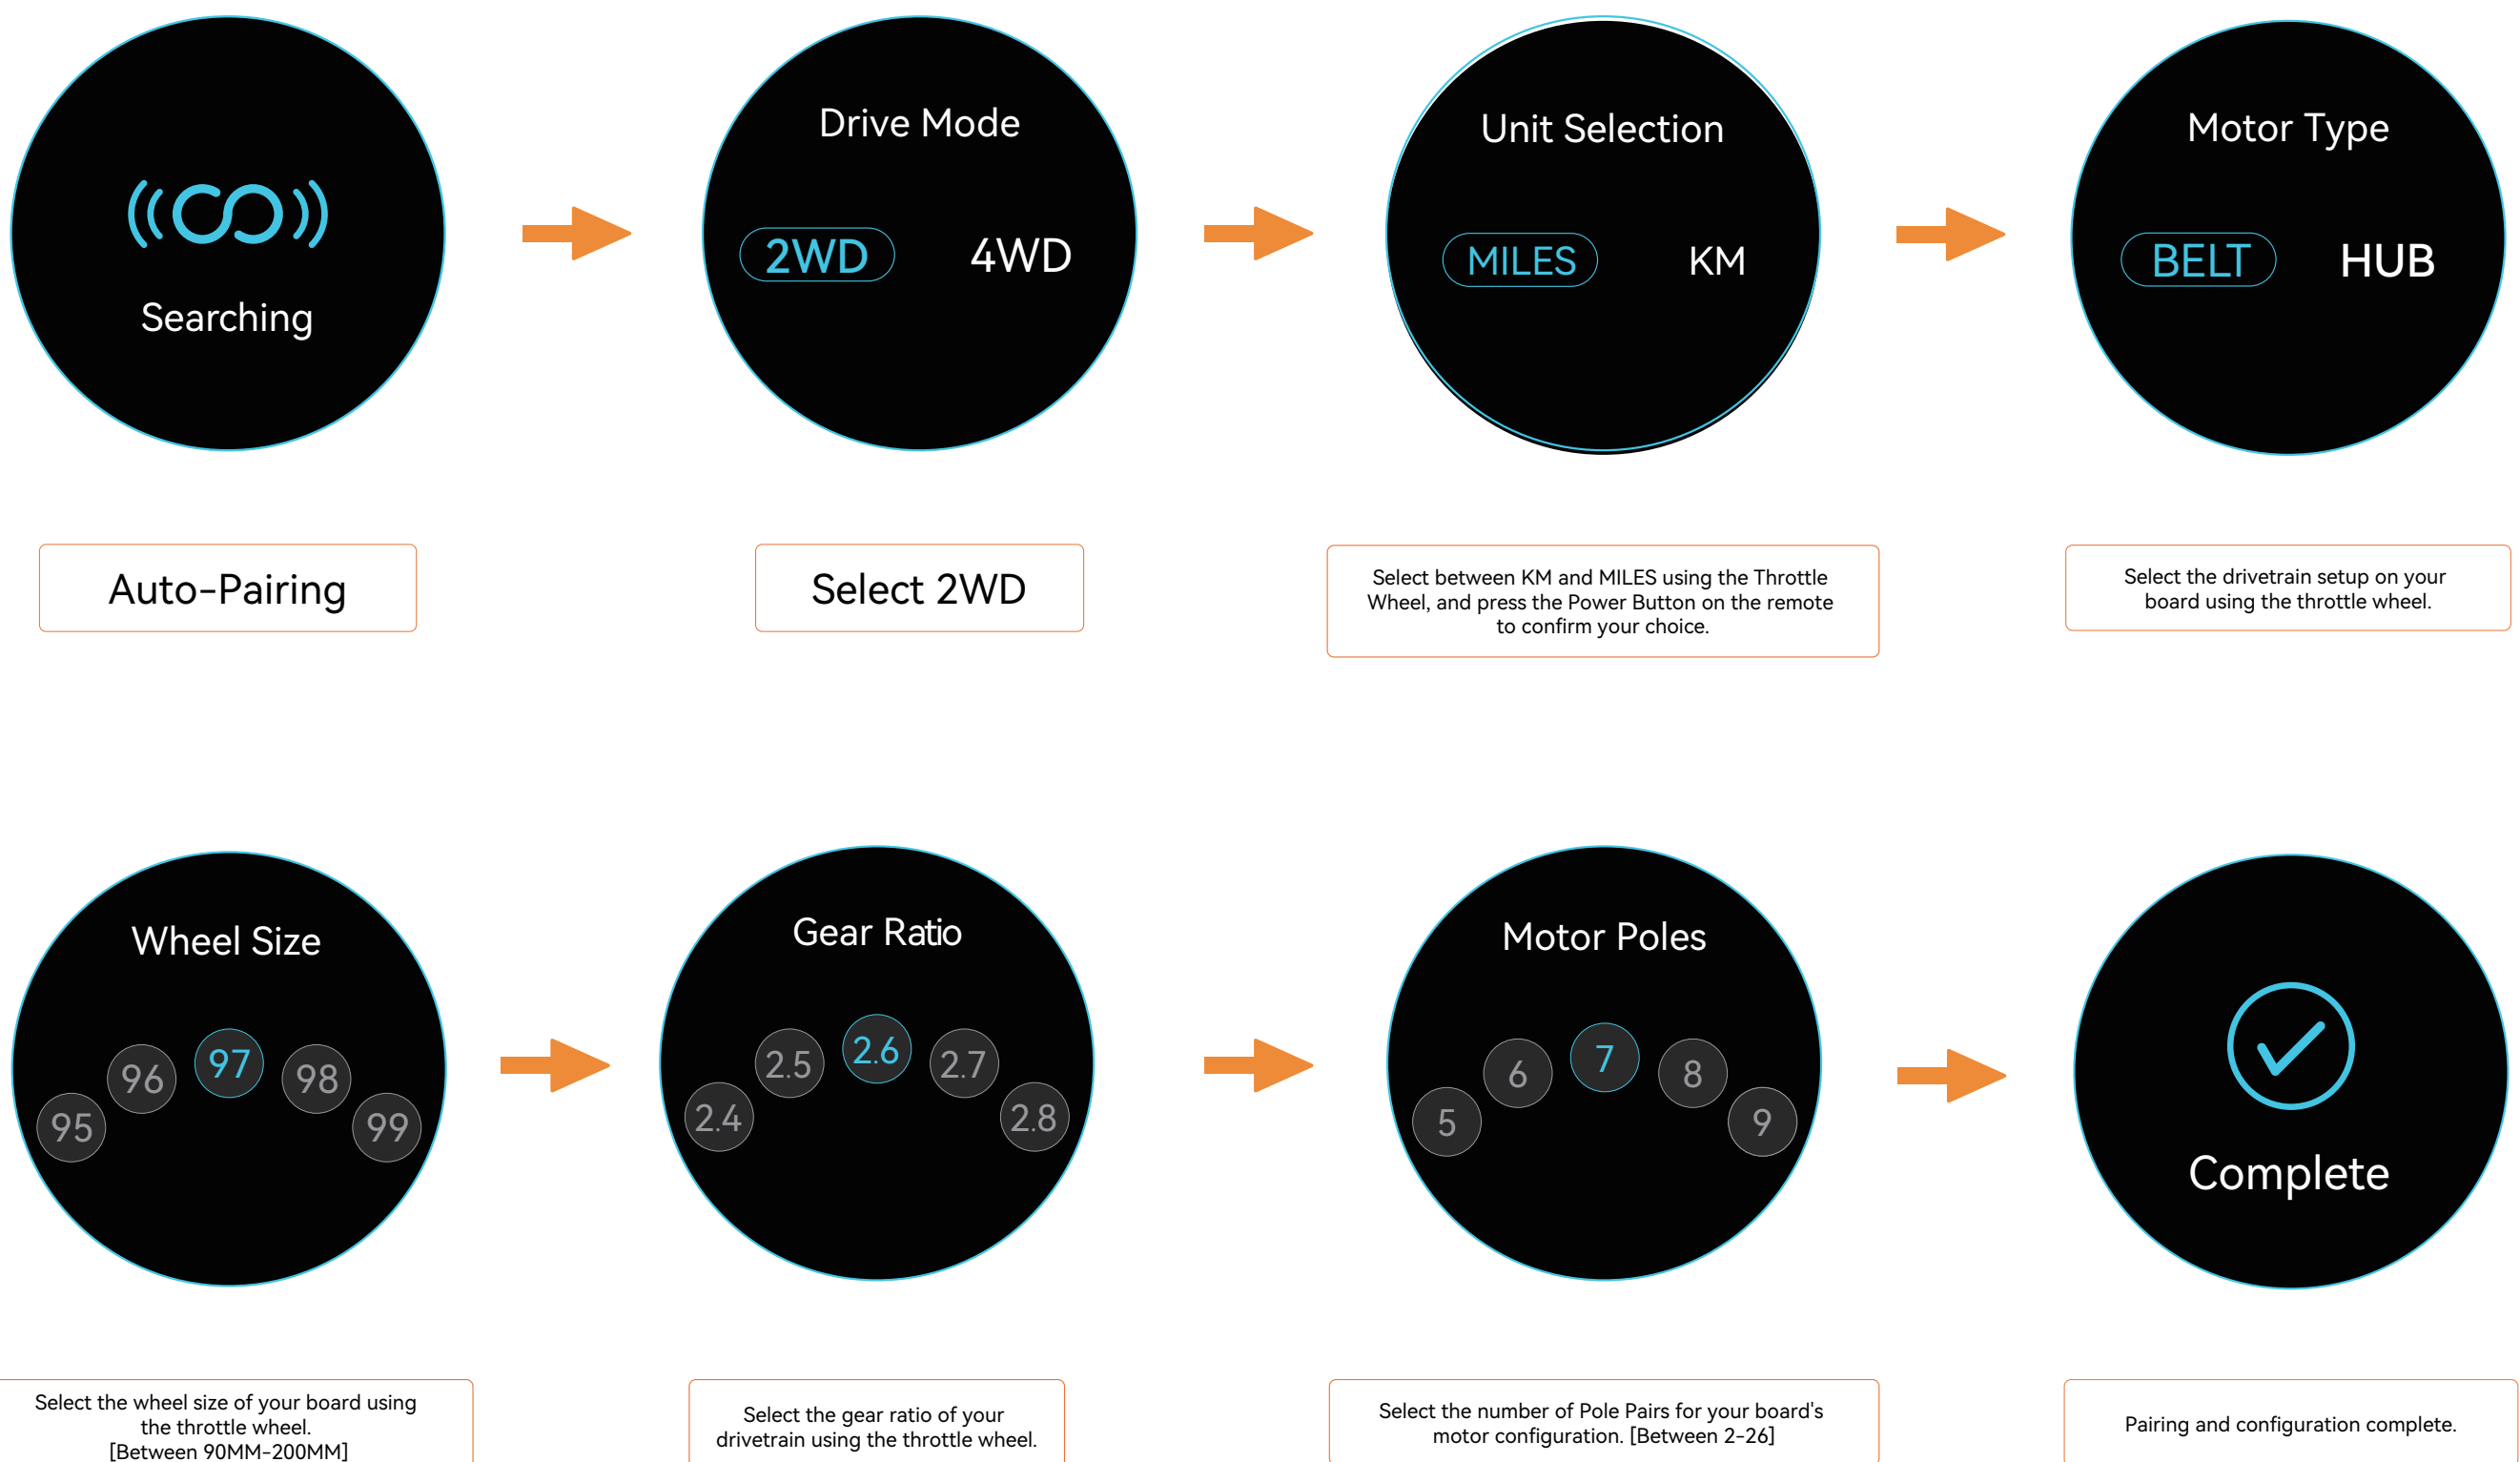 Searching
Auto-Pairing
Drive Mode
2WD 4WD
Select 2WD
Unit Selection
MILES KM
Select between KM and MILES using the Throttle
Wheel, and press the Power Button on the remote
to confirm your choice.
Motor Type
BELT HUB
Select the drivetrain setup on your
board using the throttle wheel.
Wheel Size
95 96 97 98 99
Select the wheel size of your board using
the throttle wheel.
[Between 90MM-200MM]
Gear Ratio
2.4 2.5 2.6 2.7 2.8
Select the gear ratio of your
drivetrain using the throttle wheel.
Motor Poles
5 6 7 8 9
Select the number of Pole Pairs for your board's
motor configuration. [Between 2-26]
Complete
Pairing and configuration complete.